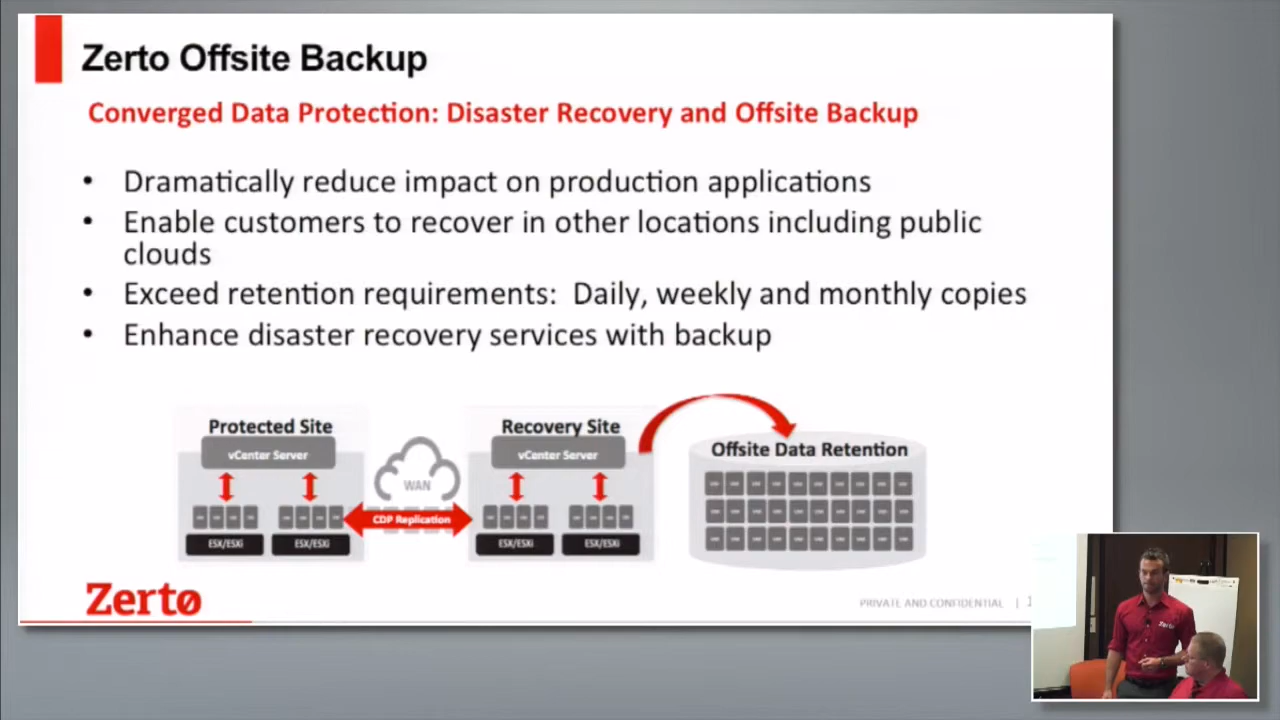 Zerto Offsite Backup
Converged Data Protection: Disaster Recovery and Offsite Backup
• Dramatically reduce impact on production applications
• Enable customers to recover in other locations including public
clouds
• Exceed retention requirements: Daily, weekly and monthly copies
• Enhance disaster recovery services with backup
Protected Site
vCenter Server
ESX/ESXi
ESX/ESXi
WAN
CDP Replication
Recovery Site
vCenter Server
ESX/ESXi
ESX/ESXi
Offsite Data Retention
Zerto
PRIVATE AND CONFIDENTIAL |
Zerto